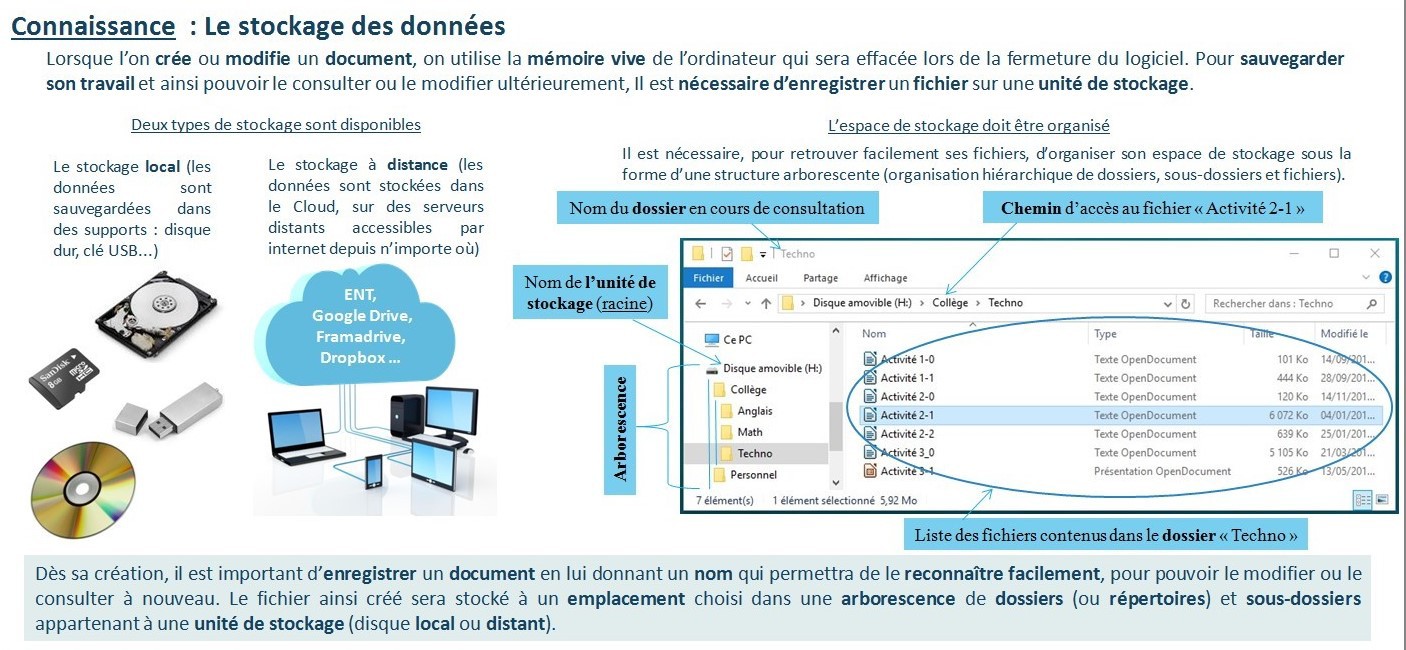 Connaissance : Le stockage des données
Lorsque l'on crée ou modifie un document, on utilise la mémoire vive de l'ordinateur qui sera effacée lors de la fermeture du logiciel. Pour sauvegarder
son travail et ainsi pouvoir le consulter ou le modifier ultérieurement, Il est nécessaire d'enregistrer un fichier sur une unité de stockage.
Deux types de stockage sont disponibles
Le stockage local (les
données sont
sauvegardées dans
des supports : disque
dur, clé USB...)
Le stockage à distance (les
données sont stockées dans
le Cloud, sur des serveurs
distants accessibles par
internet depuis n'importe où)
SanDisk
8GB
micro
ENT,
Google Drive,
Framadrive,
Dropbox ...
L'espace de stockage doit être organisé
Il est nécessaire, pour retrouver facilement ses fichiers, d'organiser son espace de stockage sous la
forme d'une structure arborescente (organisation hiérarchique de dossiers, sous-dossiers et fichiers).
Nom du dossier en cours de consultation
Chemin d'accès au fichier « Activité 2-1 »
Nom de l'unité de
stockage (racine)
Arborescence
Techno
Fichier Accueil Partage Affichage
Disque amovible (H:) › Collège › Techno
Rechercher dans : Techno
Ce PC
Disque amovible (H:)
Collège
Anglais
Math
Techno
Personnel
Nom Type Taille Modifié le
Activité 1-0 Texte OpenDocument 101 Ko 14/09/201...
Activité 1-1 Texte OpenDocument 444 Ko 28/09/201...
Activité 2-0 Texte OpenDocument 120 Ko 14/11/201...
Activité 2-1 Texte OpenDocument 6 072 Ko 04/01/201...
Activité 2-2 Texte OpenDocument 639 Ko 25/01/201...
Activité 3_0 Texte OpenDocument 5 105 Ko 21/03/201...
Activité 3-1 Présentation OpenDocument 526 Ko 13/05/201...
7 élément(s) 1 élément sélectionné 5,92 Mo
Liste des fichiers contenus dans le dossier « Techno »
Dès sa création, il est important d'enregistrer un document en lui donnant un nom qui permettra de le reconnaître facilement, pour pouvoir le modifier ou le
consulter à nouveau. Le fichier ainsi créé sera stocké à un emplacement choisi dans une arborescence de dossiers (ou répertoires) et sous-dossiers
appartenant à une unité de stockage (disque local ou distant).